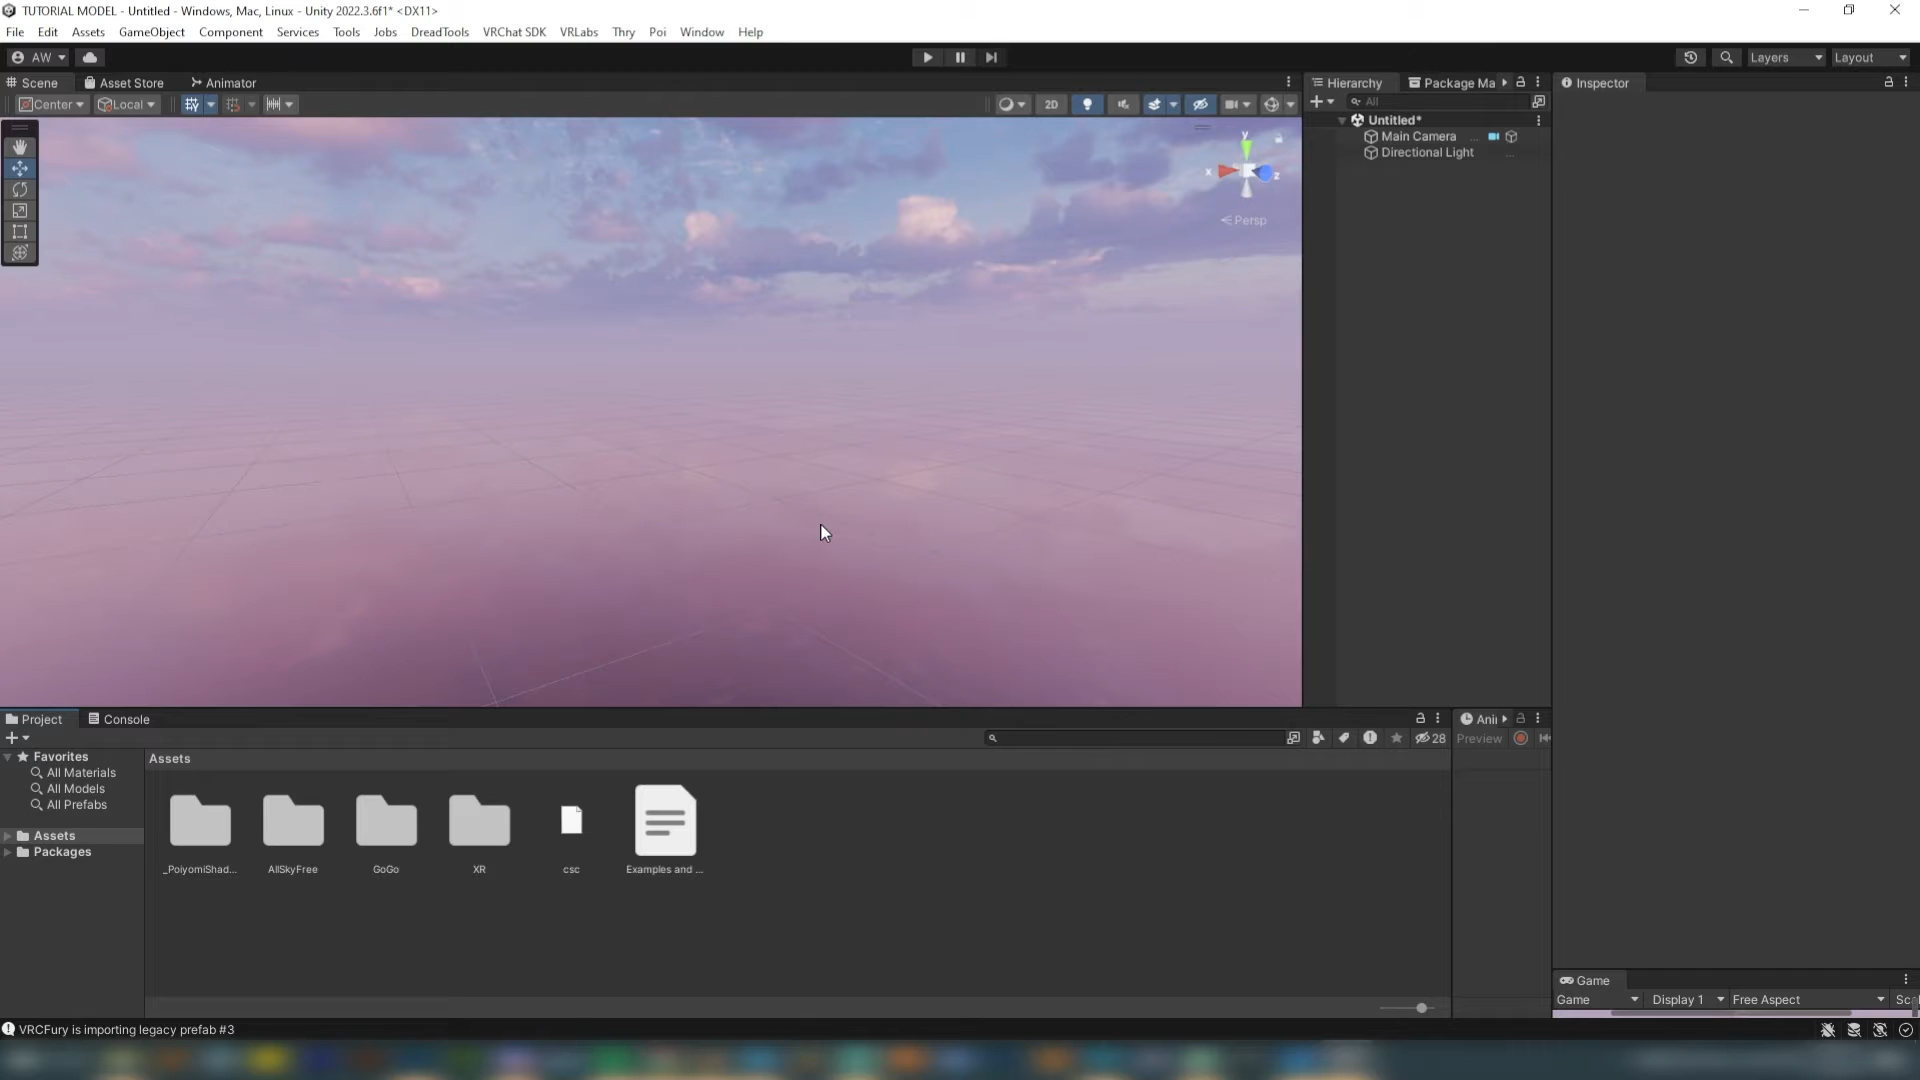 TUTORIAL MODEL - Untitled - Windows, Mac, Linux - Unity 2022.3.6f1* <DX11>
File Edit Assets GameObject Component Services Tools Jobs DreadTools VRChat SDK VRLabs Thry Poi Window Help
AW Layers Layout
Scene Asset Store Animator Hierarchy Package Ma Inspector
Center Local 2D All
Untitled*
Main Camera
Directional Light
y
x z
Persp
Project Console Ani
28 Preview
Favorites
All Materials
All Models
All Prefabs
Assets
Packages
Assets
_PoiyomiShad... AllSkyFree GoGo XR csc Examples and ...
Game
Game Display 1 Free Aspect Sc
VRCFury is importing legacy prefab #3